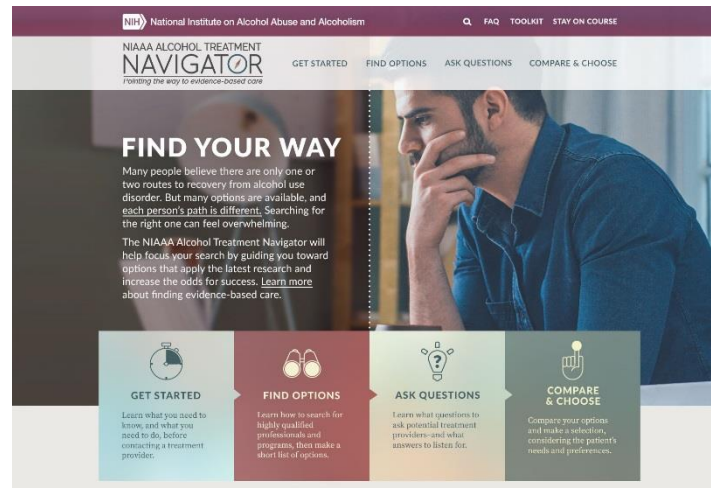 NIH National Institute on Alcohol Abuse and Alcoholism
FAQ TOOLKIT STAY ON COURSE
NIAAA ALCOHOL TREATMENT
NAVIGATOR
Pointing the way to evidence-based care
GET STARTED FIND OPTIONS ASK QUESTIONS COMPARE & CHOOSE
FIND YOUR WAY
Many people believe there are only one or
two routes to recovery from alcohol use
disorder. But many options are available, and
each person's path is different. Searching for
the right one can feel overwhelming.
The NIAAA Alcohol Treatment Navigator will
help focus your search by guiding you toward
options that apply the latest research and
increase the odds for success. Learn more
about finding evidence-based care.
GET STARTED
Learn what you need to
know, and what you
need to do, before
contacting a treatment
provider.
FIND OPTIONS
Learn how to search for
highly qualified
professionals and
programs, then make a
short list of options.
ASK QUESTIONS
Learn what questions to
ask potential treatment
providers–and what
answers to listen for.
COMPARE
& CHOOSE
Compare your options
and make a selection,
considering the patient's
needs and preferences.